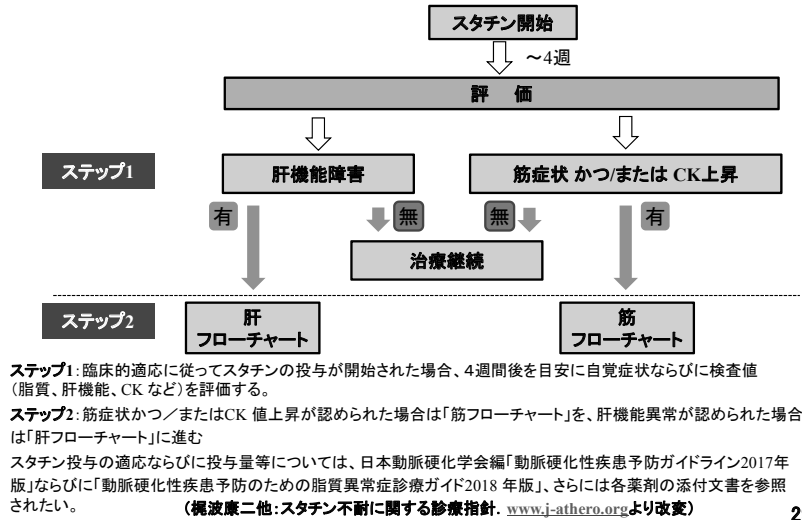 スタチン開始
～4週
評 価
ステップ1
肝機能障害
筋症状 かつ/または CK上昇
有
無
無
有
治療継続
ステップ2
肝
フローチャート
筋
フローチャート
ステップ1：臨床的適応に従ってスタチンの投与が開始された場合、4週間後を目安に自覚症状ならびに検査値
（脂質、肝機能、CK など）を評価する。
ステップ2：筋症状かつ／またはCK 値上昇が認められた場合は「筋フローチャート」を、肝機能異常が認められた場合
は「肝フローチャート」に進む
スタチン投与の適応ならびに投与量等については、日本動脈硬化学会編「動脈硬化性疾患予防ガイドライン2017年
版」ならびに「動脈硬化性疾患予防のための脂質異常症診療ガイド2018 年版」、さらには各薬剤の添付文書を参照
されたい。 （梶波康二他：スタチン不耐に関する診療指針. www.j-athero.orgより改変）
2